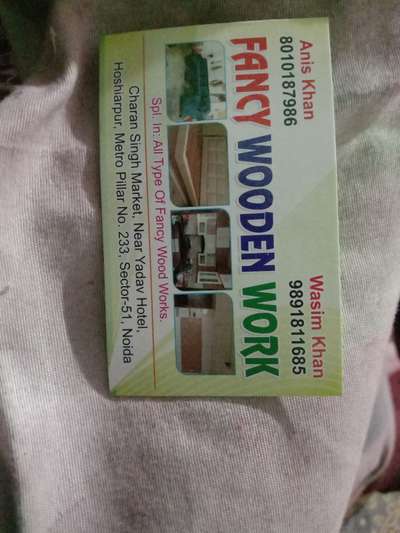 Anis Khan
8010187986
Wasim Khan
9891811685
FANCY WOODEN WORK
Spl. In: All Type Of Fancy Wood Works.
Charan Singh Market, Near Yadav Hotel,
Hoshiarpur, Metro Pillar No. 233, Sector-51, Noida